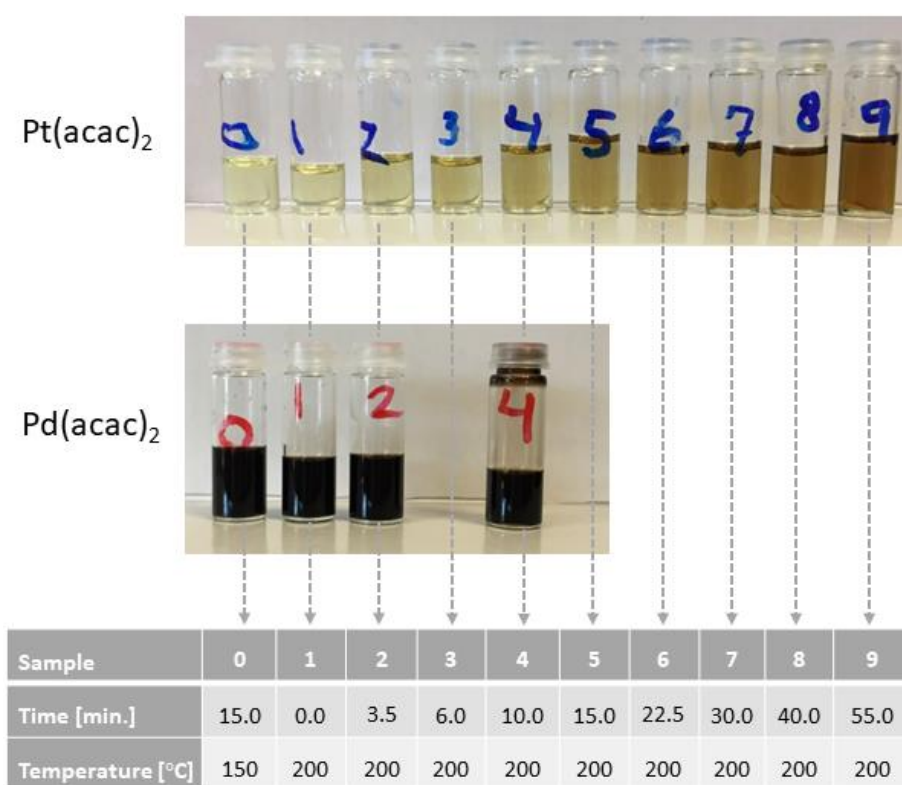 Pt(acac)₂
0 1 2 3 4 5 6 7 8 9
Pd(acac)₂
0 1 2 4
Sample 0 1 2 3 4 5 6 7 8 9
Time [min.] 15.0 0.0 3.5 6.0 10.0 15.0 22.5 30.0 40.0 55.0
Temperature [°C] 150 200 200 200 200 200 200 200 200 200